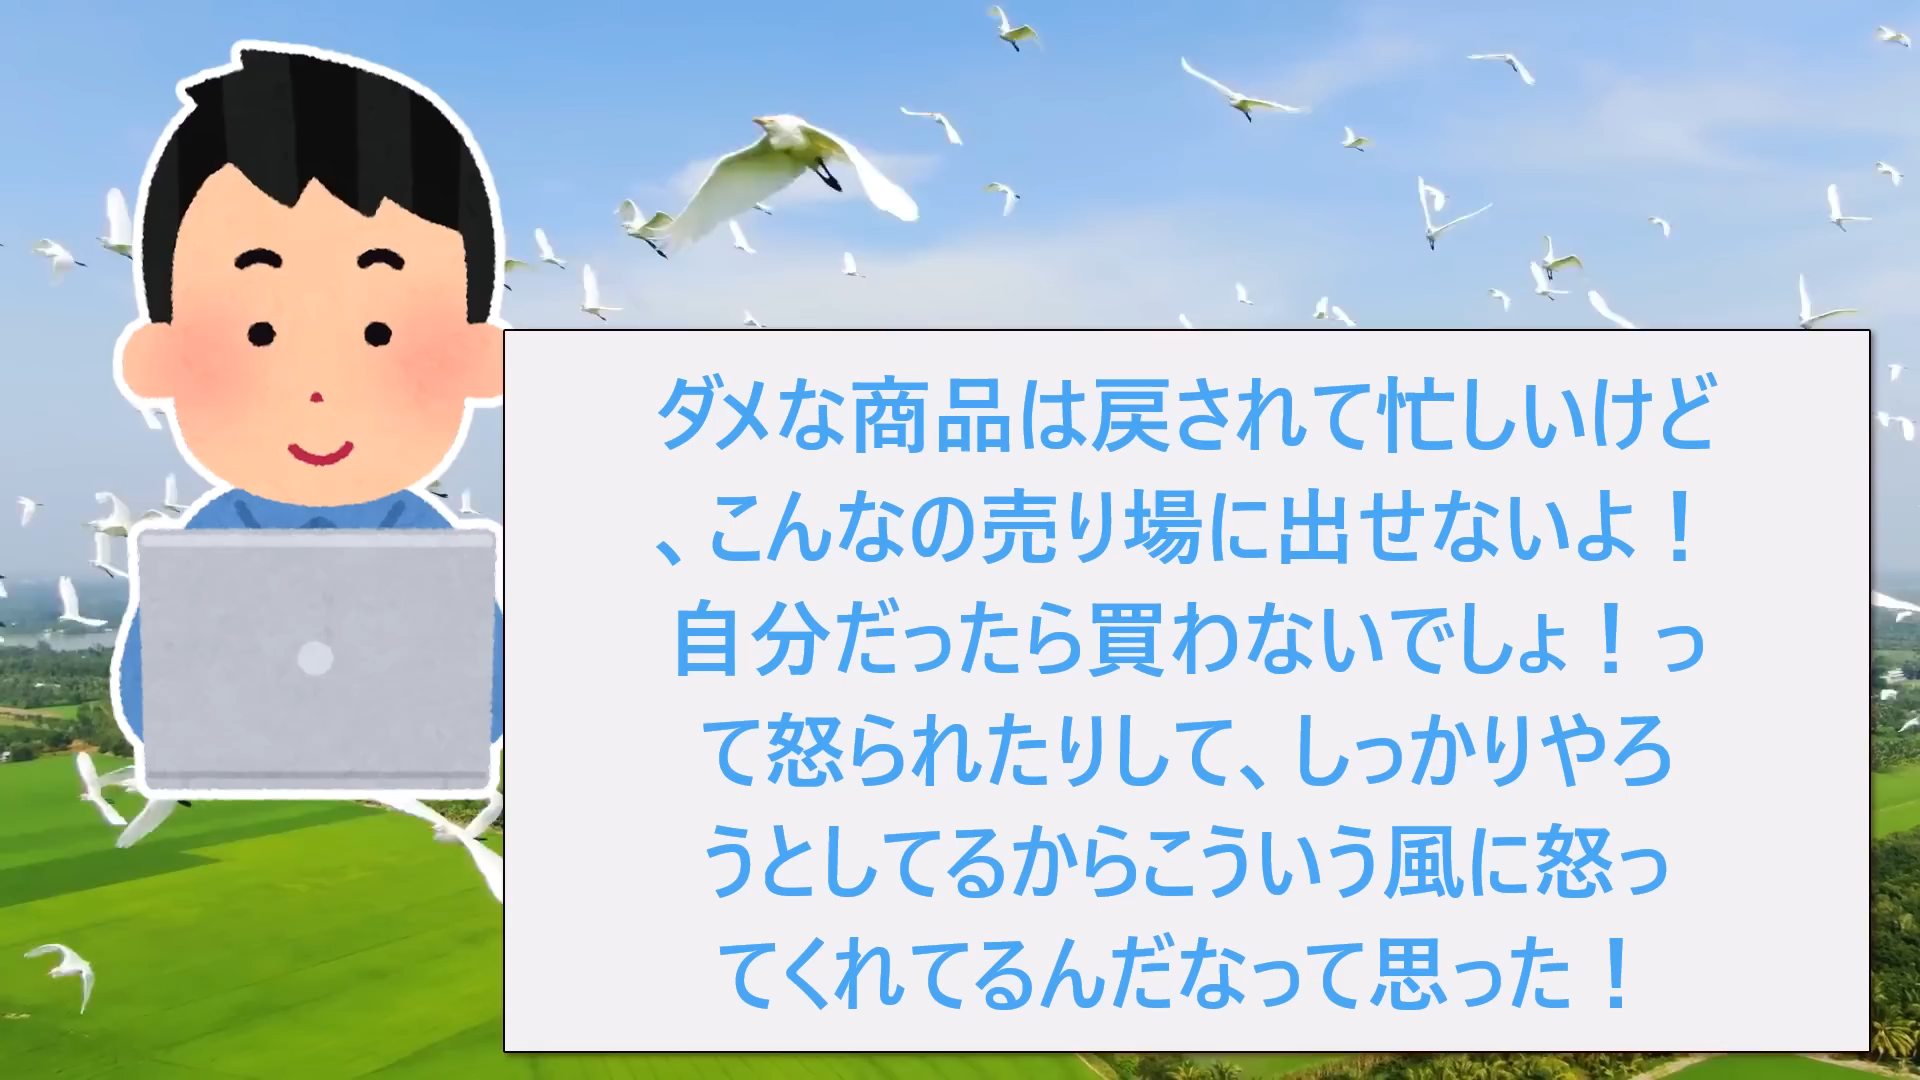 ダメな商品は戻されて忙しいけど
、こんなの売り場に出せないよ！
自分だったら買わないでしょ！っ
て怒られたりして、しっかりやろ
うとしてるからこういう風に怒っ
てくれてるんだなって思った！